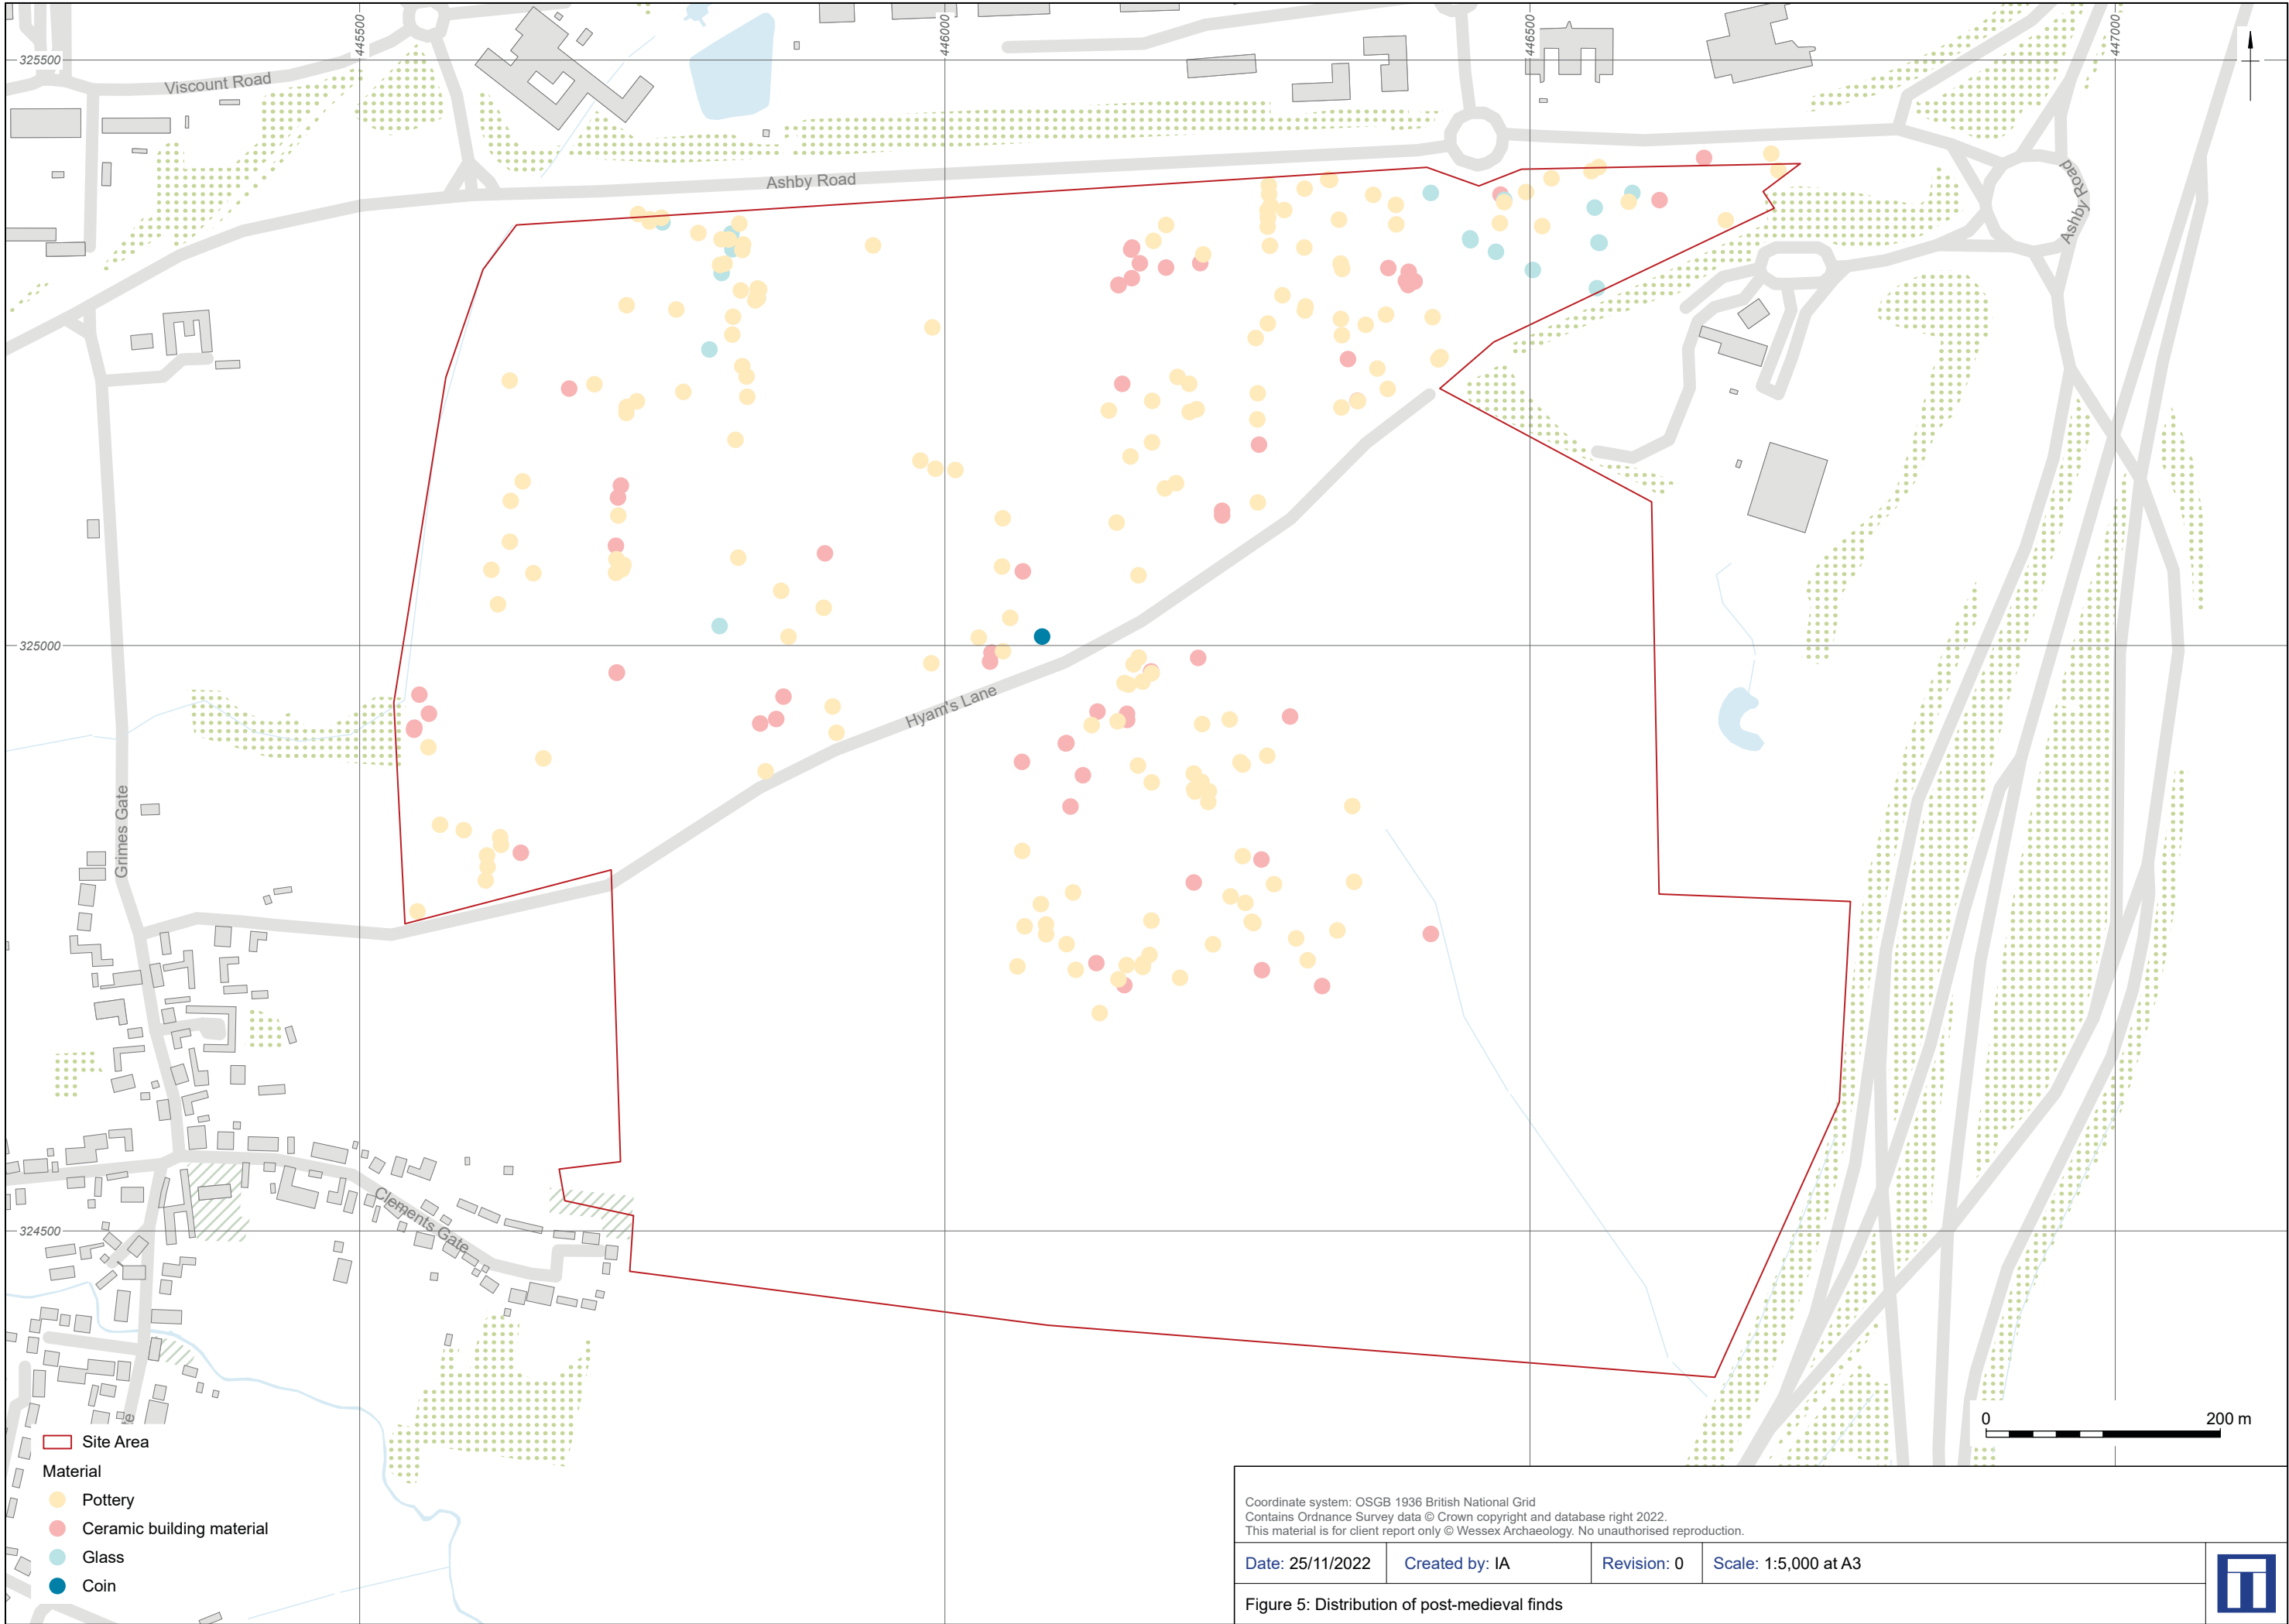 445500
446000
446500
447000
325500
Viscount Road
Ashby Road
Ashby Road
325000
Hyam's Lane
Grimes Gate
324500
Clements Gate
Site Area
Material
Pottery
Ceramic building material
Glass
Coin
0 200 m
Coordinate system: OSGB 1936 British National Grid
Contains Ordnance Survey data © Crown copyright and database right 2022.
This material is for client report only © Wessex Archaeology. No unauthorised reproduction.
Date: 25/11/2022 Created by: IA Revision: 0 Scale: 1:5,000 at A3
Figure 5: Distribution of post-medieval finds